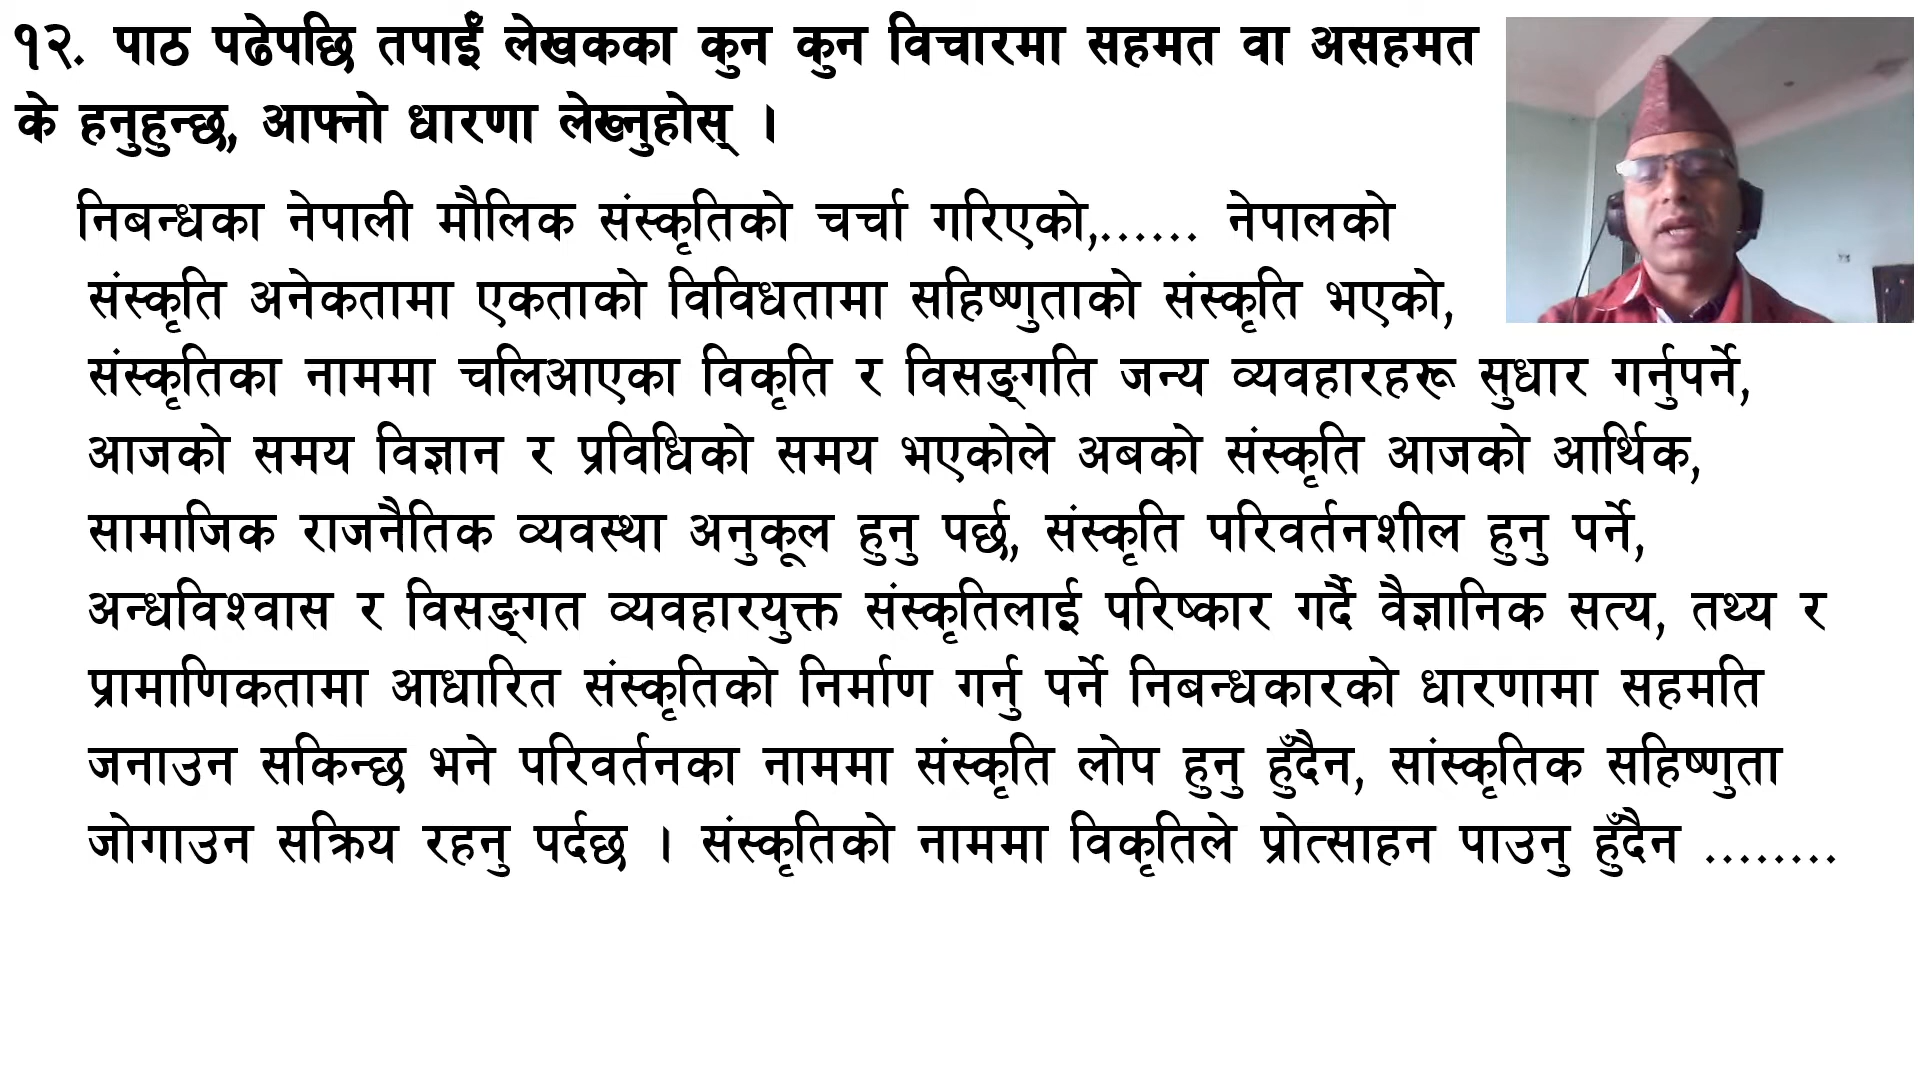 १२. पाठ पढेपछि तपाइँ लेखकका कुन कुन विचारमा सहमत वा असहमत
के हनुहुन्छ, आफ्नो धारणा लेख्नुहोस् ।
निबन्धका नेपाली मौलिक संस्कृतिको चर्चा गरिएको,...... नेपालको
संस्कृति अनेकतामा एकताको विविधतामा सहिष्णुताको संस्कृति भएको,
संस्कृतिका नाममा चलिआएका विकृति र विसङ्गति जन्य व्यवहारहरू सुधार गर्नुपर्ने,
आजको समय विज्ञान र प्रविधिको समय भएकोले अबको संस्कृति आजको आर्थिक,
सामाजिक राजनैतिक व्यवस्था अनुकूल हुनु पर्छ, संस्कृति परिवर्तनशील हुनु पर्ने,
अन्धविश्वास र विसङ्गत व्यवहारयुक्त संस्कृतिलाई परिष्कार गर्दै वैज्ञानिक सत्य, तथ्य र
प्रामाणिकतामा आधारित संस्कृतिको निर्माण गर्नु पर्ने निबन्धकारको धारणामा सहमति
जनाउन सकिन्छ भने परिवर्तनका नाममा संस्कृति लोप हुनु हुँदैन, सांस्कृतिक सहिष्णुता
जोगाउन सक्रिय रहनु पर्दछ । संस्कृतिको नाममा विकृतिले प्रोत्साहन पाउनु हुँदैन ........